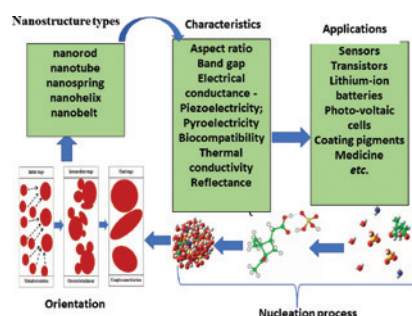 Nanostructure types
nanorod
nanotube
nanospring
nanohelix
nanobelt
Characteristics
Aspect ratio
Band gap
Electrical
conductance -
Piezoelectricity;
Pyroelectricity
Biocompatibility
Thermal
conductivity
Reflectance
Applications
Sensors
Transistors
Lithium-ion
batteries
Photo-voltaic
cells
Coating pigments
Medicine
etc.
Orientation
Nucleation process